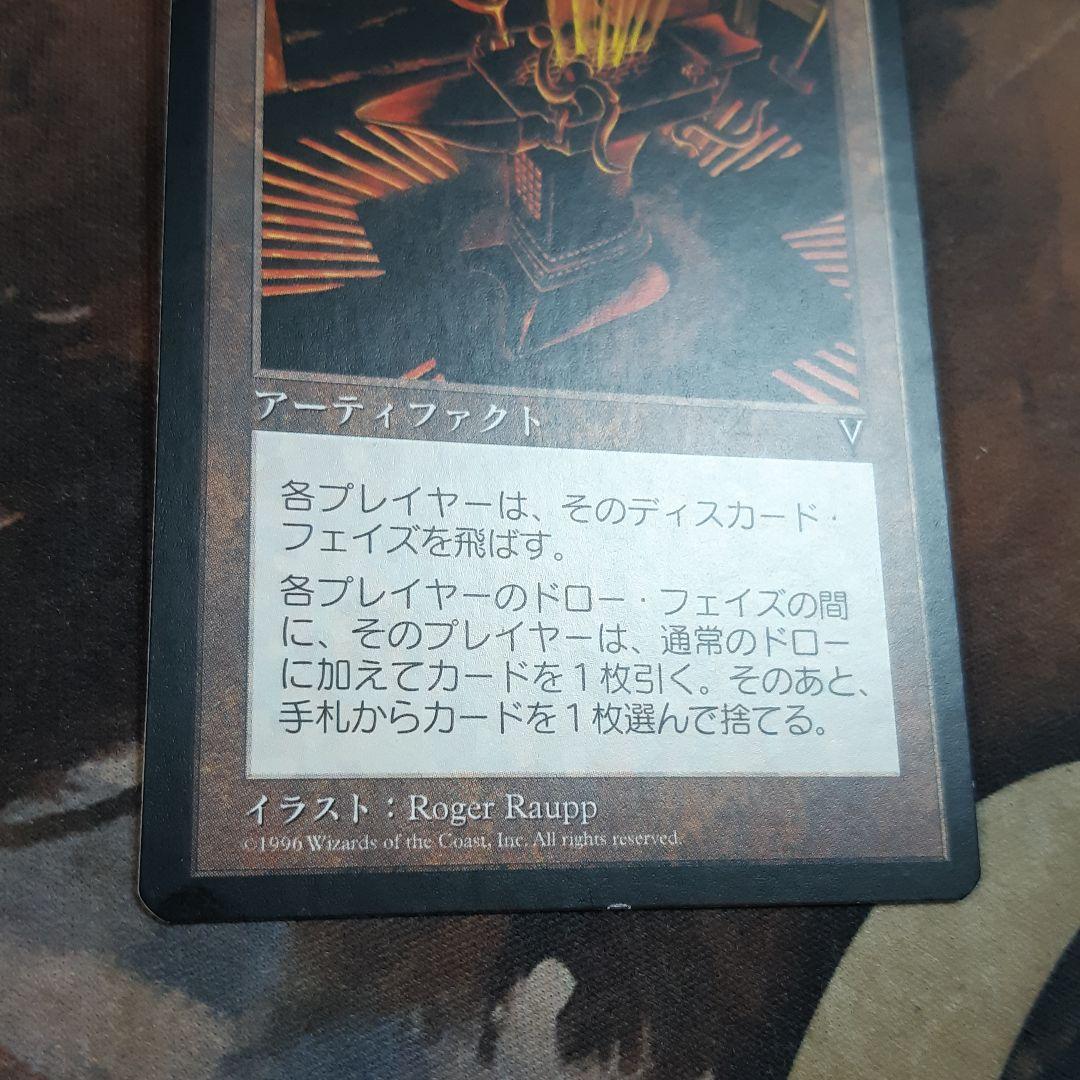 アーティファクト
V
各プレイヤーは、そのディスカード・
フェイズを飛ばす。
各プレイヤーのドロー・フェイズの間
に、そのプレイヤーは、通常のドロー
に加えてカードを1枚引く。そのあと、
手札からカードを1枚選んで捨てる。
イラスト：Roger Raupp
©1996 Wizards of the Coast, Inc. All rights reserved.